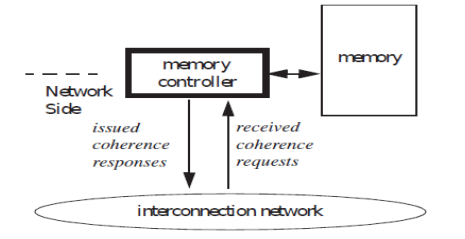 memory
controller
memory
Network
Side
issued
coherence
responses
received
coherence
requests
interconnection network